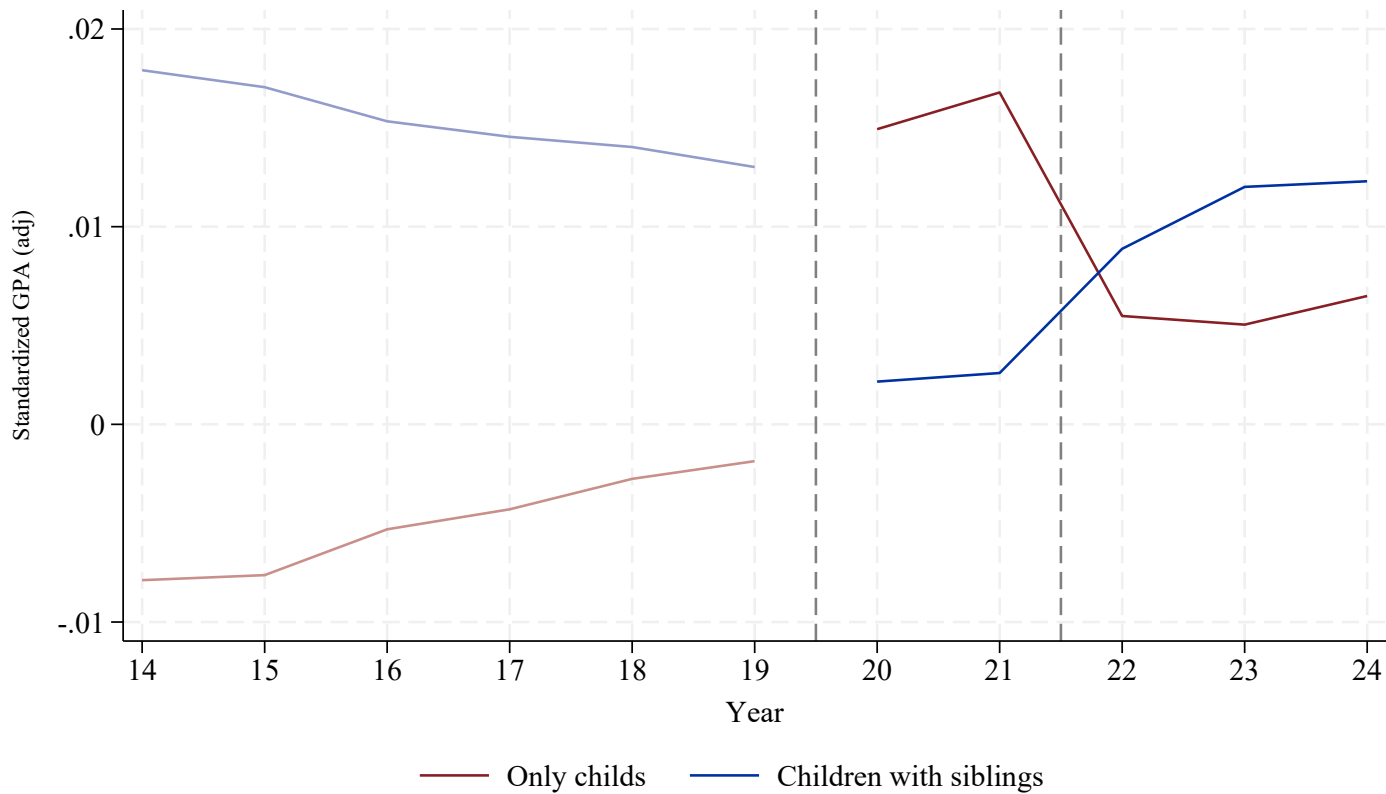 .02
.01
0
-.01
Standardized GPA (adj)
14 15 16 17 18 19 20 21 22 23 24
Year
Only childs Children with siblings